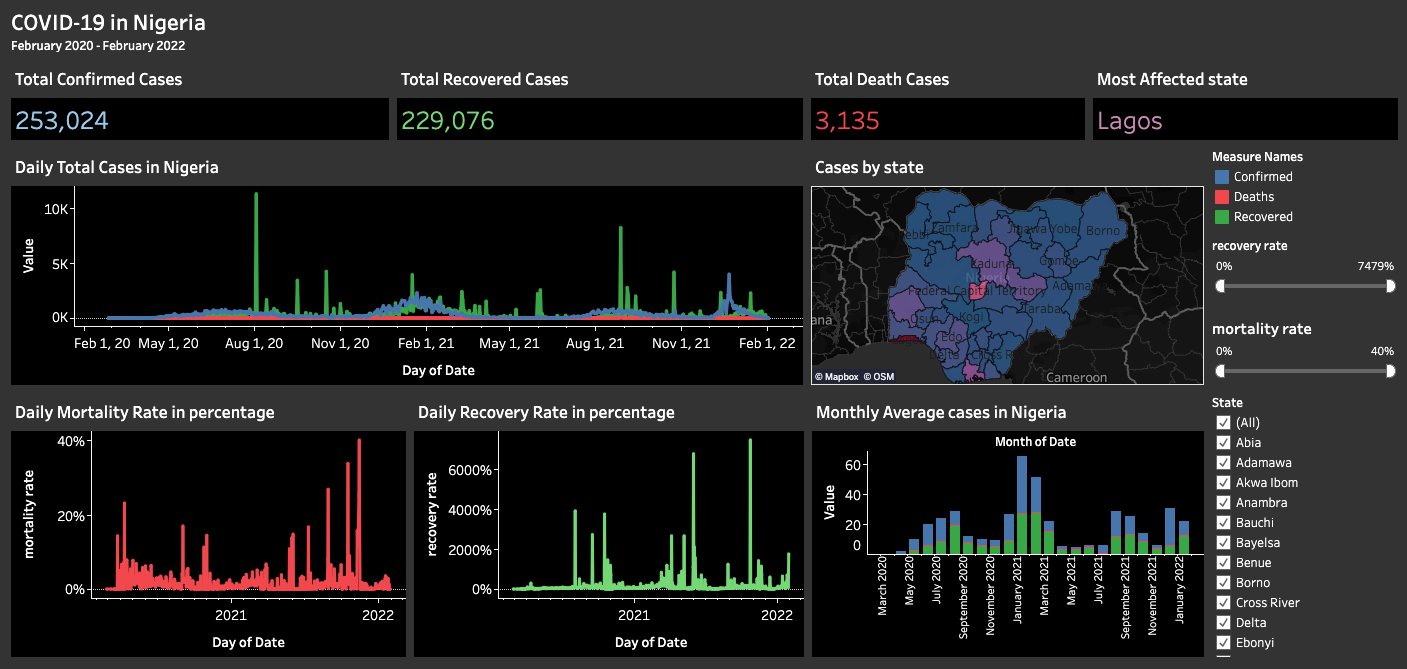 COVID-19 in Nigeria
February 2020 - February 2022
Total Confirmed Cases
253,024
Total Recovered Cases
229,076
Total Death Cases
3,135
Most Affected state
Lagos
Daily Total Cases in Nigeria
10K
5K
0K
Value
Feb 1, 20 May 1, 20 Aug 1, 20 Nov 1, 20 Feb 1, 21 May 1, 21 Aug 1, 21 Nov 1, 21 Feb 1, 22
Day of Date
Cases by state
Zamfara
Jigawa Yobe
Borno
Kaduna
Gombe
Nigeria
Federal Capital Territory
Adama
Taraba
Osun
Kogi
Edo
Delta
Cross R
ana
Cameroon
© Mapbox © OSM
Measure Names
Confirmed
Deaths
Recovered
recovery rate
0% 7479%
mortality rate
0% 40%
State
(All)
Abia
Adamawa
Akwa Ibom
Anambra
Bauchi
Bayelsa
Benue
Borno
Cross River
Delta
Ebonyi
Daily Mortality Rate in percentage
40%
20%
0%
mortality rate
2021 2022
Day of Date
Daily Recovery Rate in percentage
6000%
4000%
2000%
0%
recovery rate
2021 2022
Day of Date
Monthly Average cases in Nigeria
Month of Date
60
40
20
0
Value
March 2020
May 2020
July 2020
September 2020
November 2020
January 2021
March 2021
May 2021
July 2021
September 2021
November 2021
January 2022